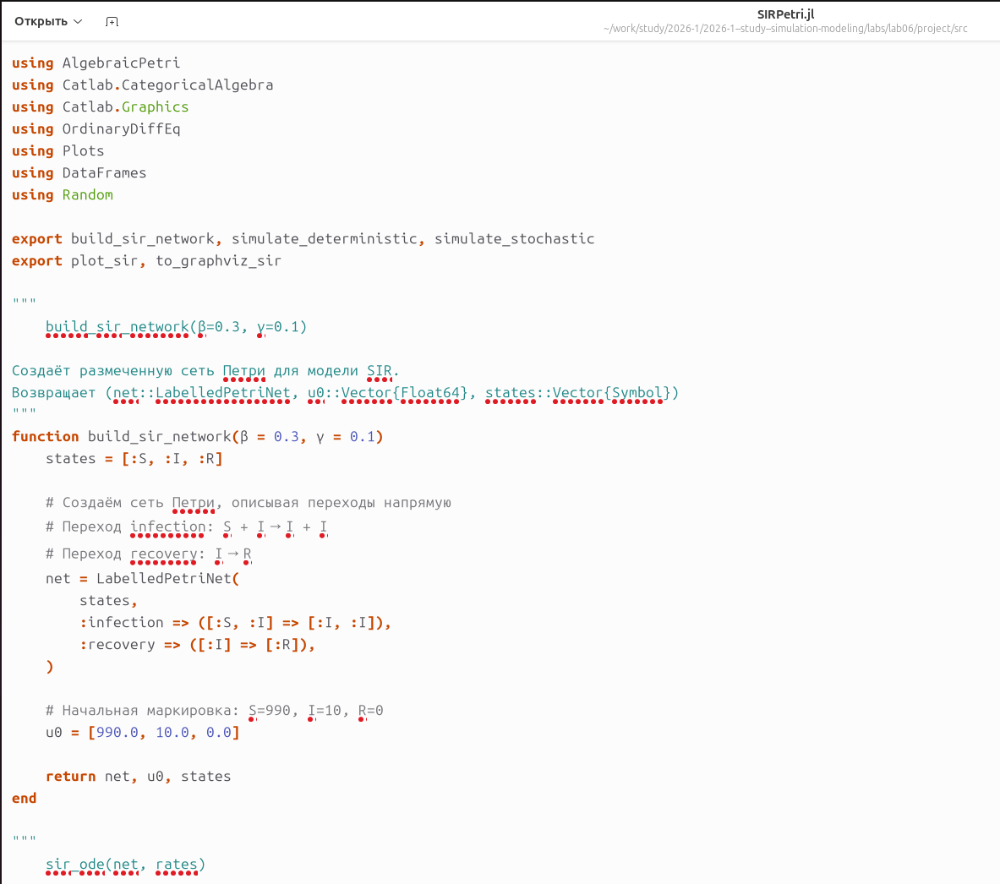 Открыть
SIRPetri.jl
~/work/study/2026-1/2026-1--study--simulation-modeling/labs/lab06/project/src
using AlgebraicPetri
using Catlab.CategoricalAlgebra
using Catlab.Graphics
using OrdinaryDiffEq
using Plots
using DataFrames
using Random
export build_sir_network, simulate_deterministic, simulate_stochastic
export plot_sir, to_graphviz_sir
"""
    build_sir_network(β=0.3, γ=0.1)
Создаёт размеченную сеть Петри для модели SIR.
Возвращает (net::LabelledPetriNet, u0::Vector{Float64}, states::Vector{Symbol})
"""
function build_sir_network(β = 0.3, γ = 0.1)
    states = [:S, :I, :R]
    # Создаём сеть Петри, описывая переходы напрямую
    # Переход infection: S + I → I + I
    # Переход recovery: I → R
    net = LabelledPetriNet(
        states,
        :infection => ([:S, :I] => [:I, :I]),
        :recovery => ([:I] => [:R]),
    )
    # Начальная маркировка: S=990, I=10, R=0
    u0 = [990.0, 10.0, 0.0]
    return net, u0, states
end
"""
    sir_ode(net, rates)